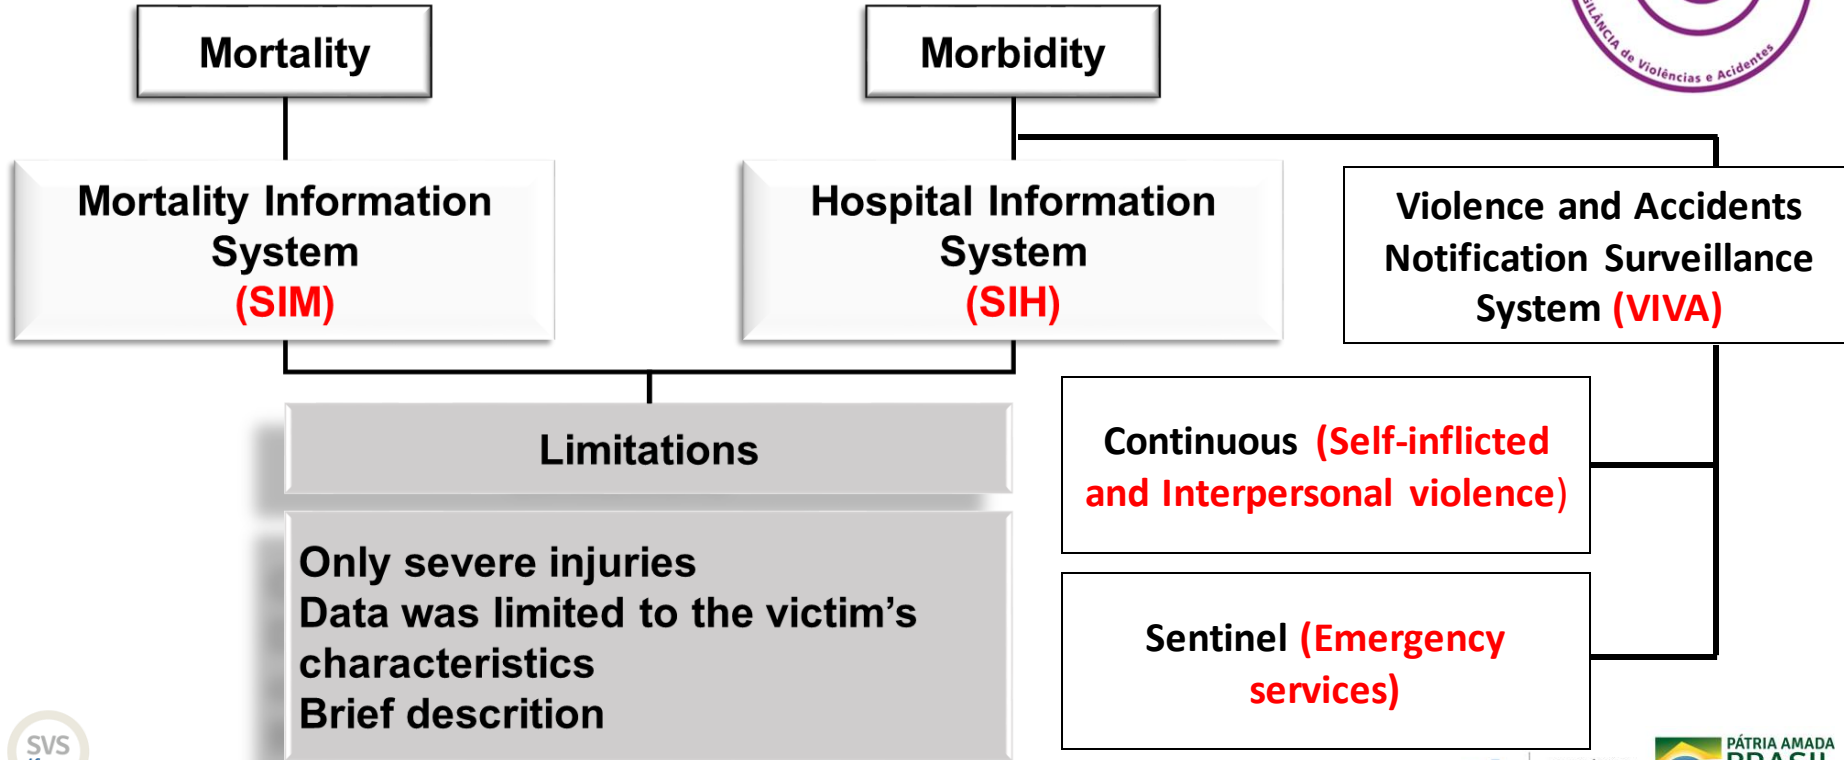 Mortality
Morbidity
VIGILÂNCIA de Violências e Acidentes
Mortality Information
System
(SIM)
Hospital Information
System
(SIH)
Violence and Accidents
Notification Surveillance
System (VIVA)
Limitations
Continuous (Self-inflicted
and Interpersonal violence)
Only severe injuries
Data was limited to the victim's
characteristics
Brief descrition
Sentinel (Emergency
services)
SVS
PÁTRIA AMADA
BRASIL